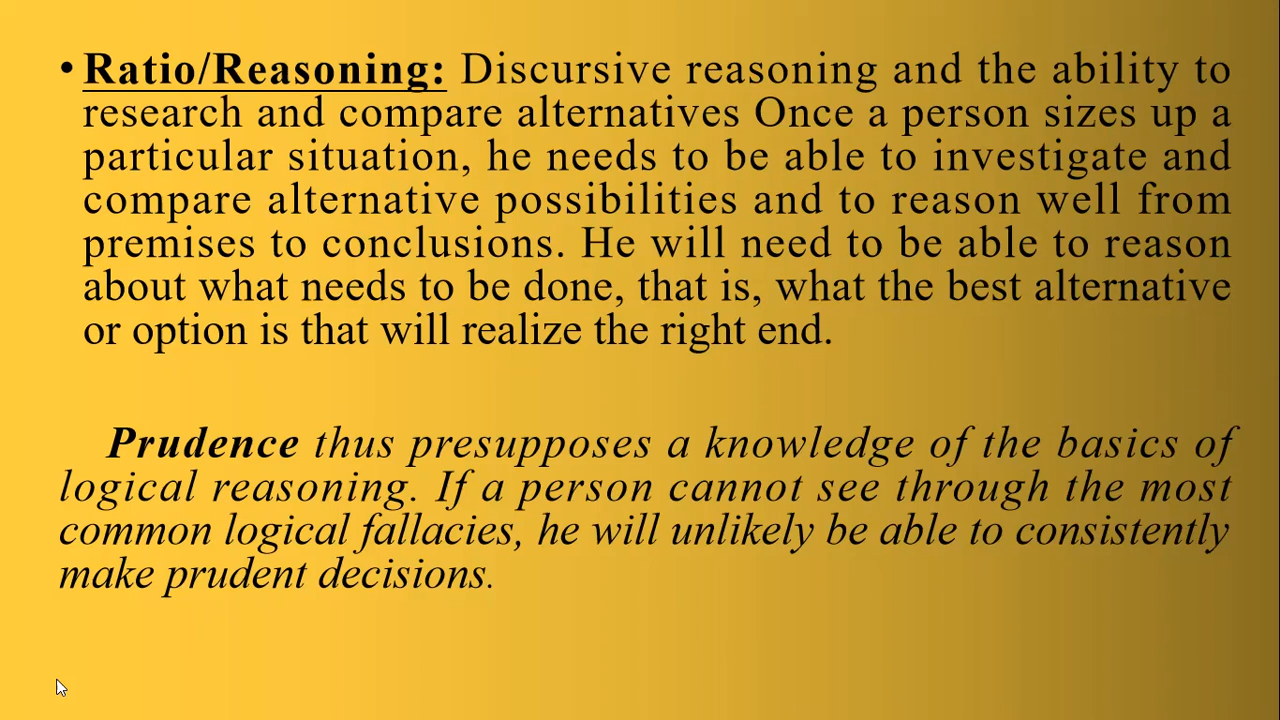 • Ratio/Reasoning: Discursive reasoning and the ability to
research and compare alternatives Once a person sizes up a
particular situation, he needs to be able to investigate and
compare alternative possibilities and to reason well from
premises to conclusions. He will need to be able to reason
about what needs to be done, that is, what the best alternative
or option is that will realize the right end.
Prudence thus presupposes a knowledge of the basics of
logical reasoning. If a person cannot see through the most
common logical fallacies, he will unlikely be able to consistently
make prudent decisions.